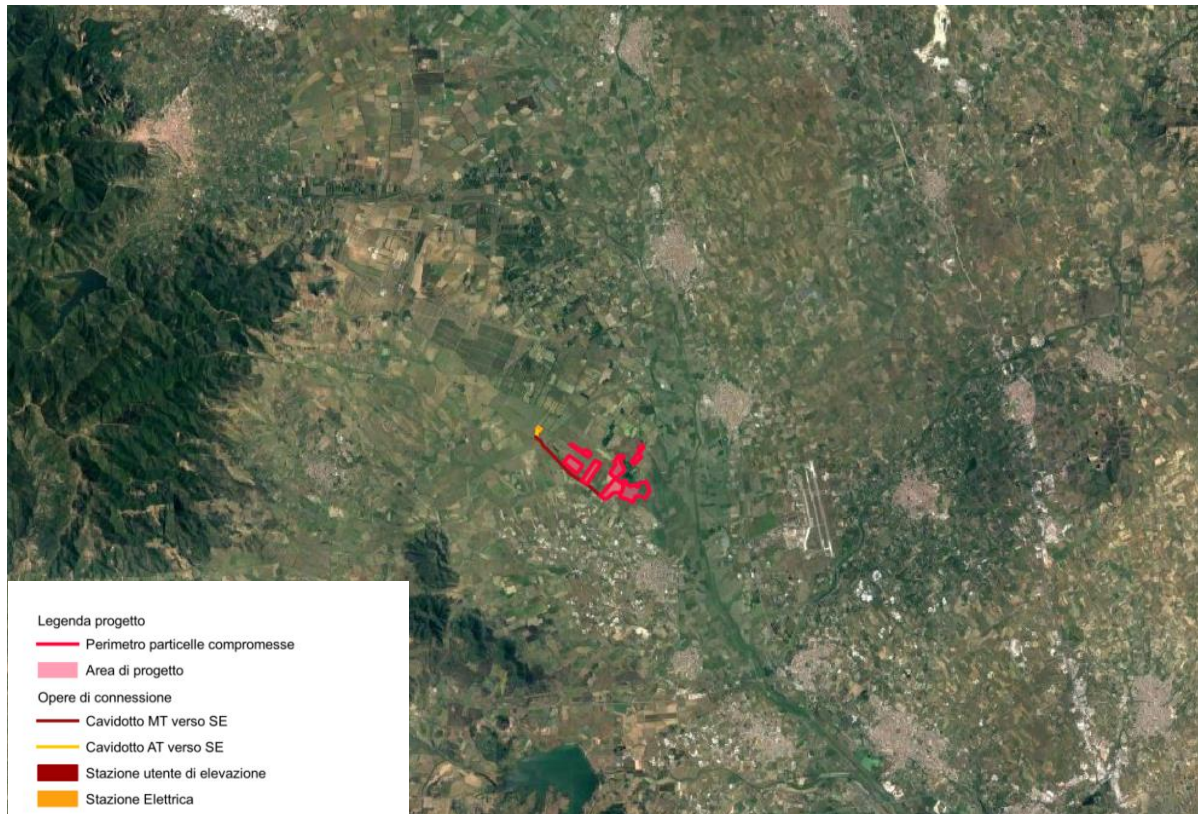 Legenda progetto
Perimetro particelle compromesse
Area di progetto
Opere di connessione
Cavidotto MT verso SE
Cavidotto AT verso SE
Stazione utente di elevazione
Stazione Elettrica